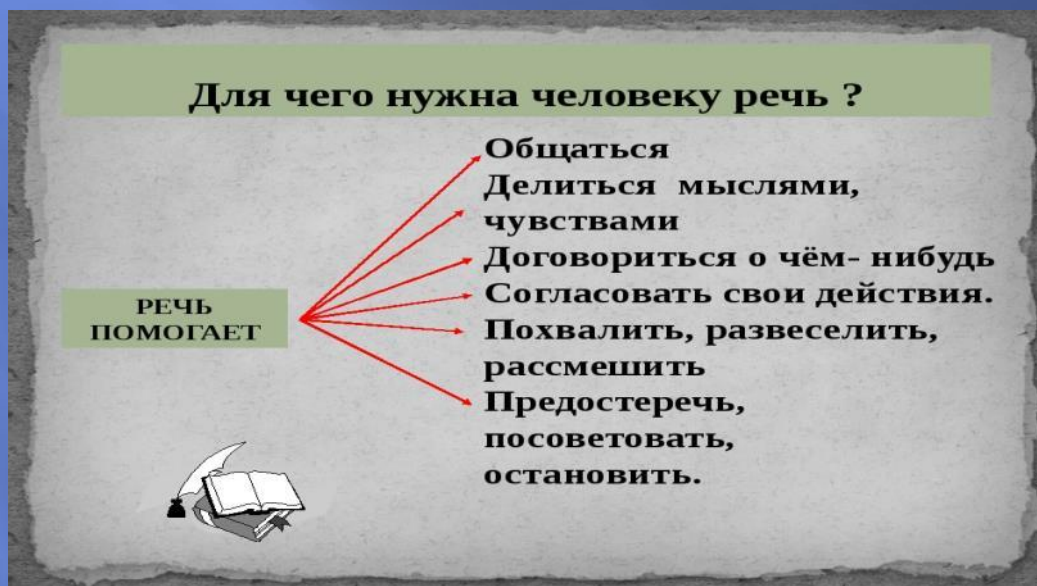 Для чего нужна человеку речь ?
Общаться
Делиться мыслями,
чувствами
Договориться о чём- нибудь
Согласовать свои действия.
Похвалить, развеселить,
рассмешить
Предостеречь,
посоветовать,
остановить.
РЕЧЬ
ПОМОГАЕТ